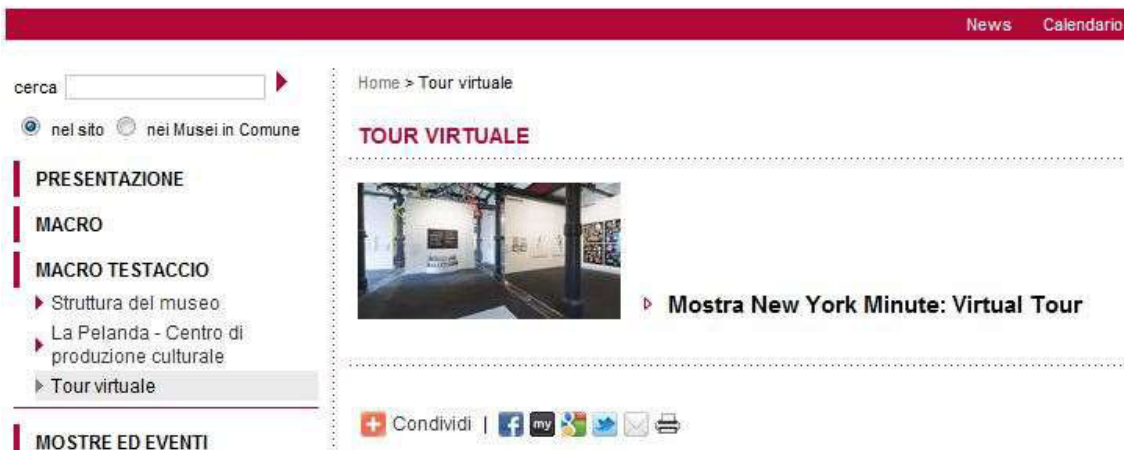 News Calendario
cerca
nel sito nei Musei in Comune
PRESENTAZIONE
MACRO
MACRO TESTACCIO
Struttura del museo
La Pelanda - Centro di
produzione culturale
Tour virtuale
MOSTRE ED EVENTI
Home > Tour virtuale
TOUR VIRTUALE
Mostra New York Minute: Virtual Tour
Condividi |
my